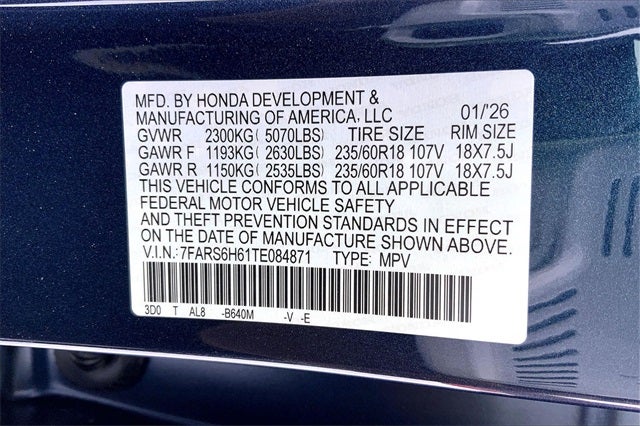 MFD. BY HONDA DEVELOPMENT &
MANUFACTURING OF AMERICA, LLC 01/'26
GVWR 2300KG( 5070LBS) TIRE SIZE RIM SIZE
GAWR F 1193KG( 2630LBS) 235/60R18 107V 18X7.5J
GAWR R 1150KG( 2535LBS) 235/60R18 107V 18X7.5J
THIS VEHICLE CONFORMS TO ALL APPLICABLE
FEDERAL MOTOR VEHICLE SAFETY
AND THEFT PREVENTION STANDARDS IN EFFECT
ON THE DATE OF MANUFACTURE SHOWN ABOVE.
V.I.N.:7FARS6H61TE084871 TYPE: MPV
3D0 T AL8 -B640M -V -E